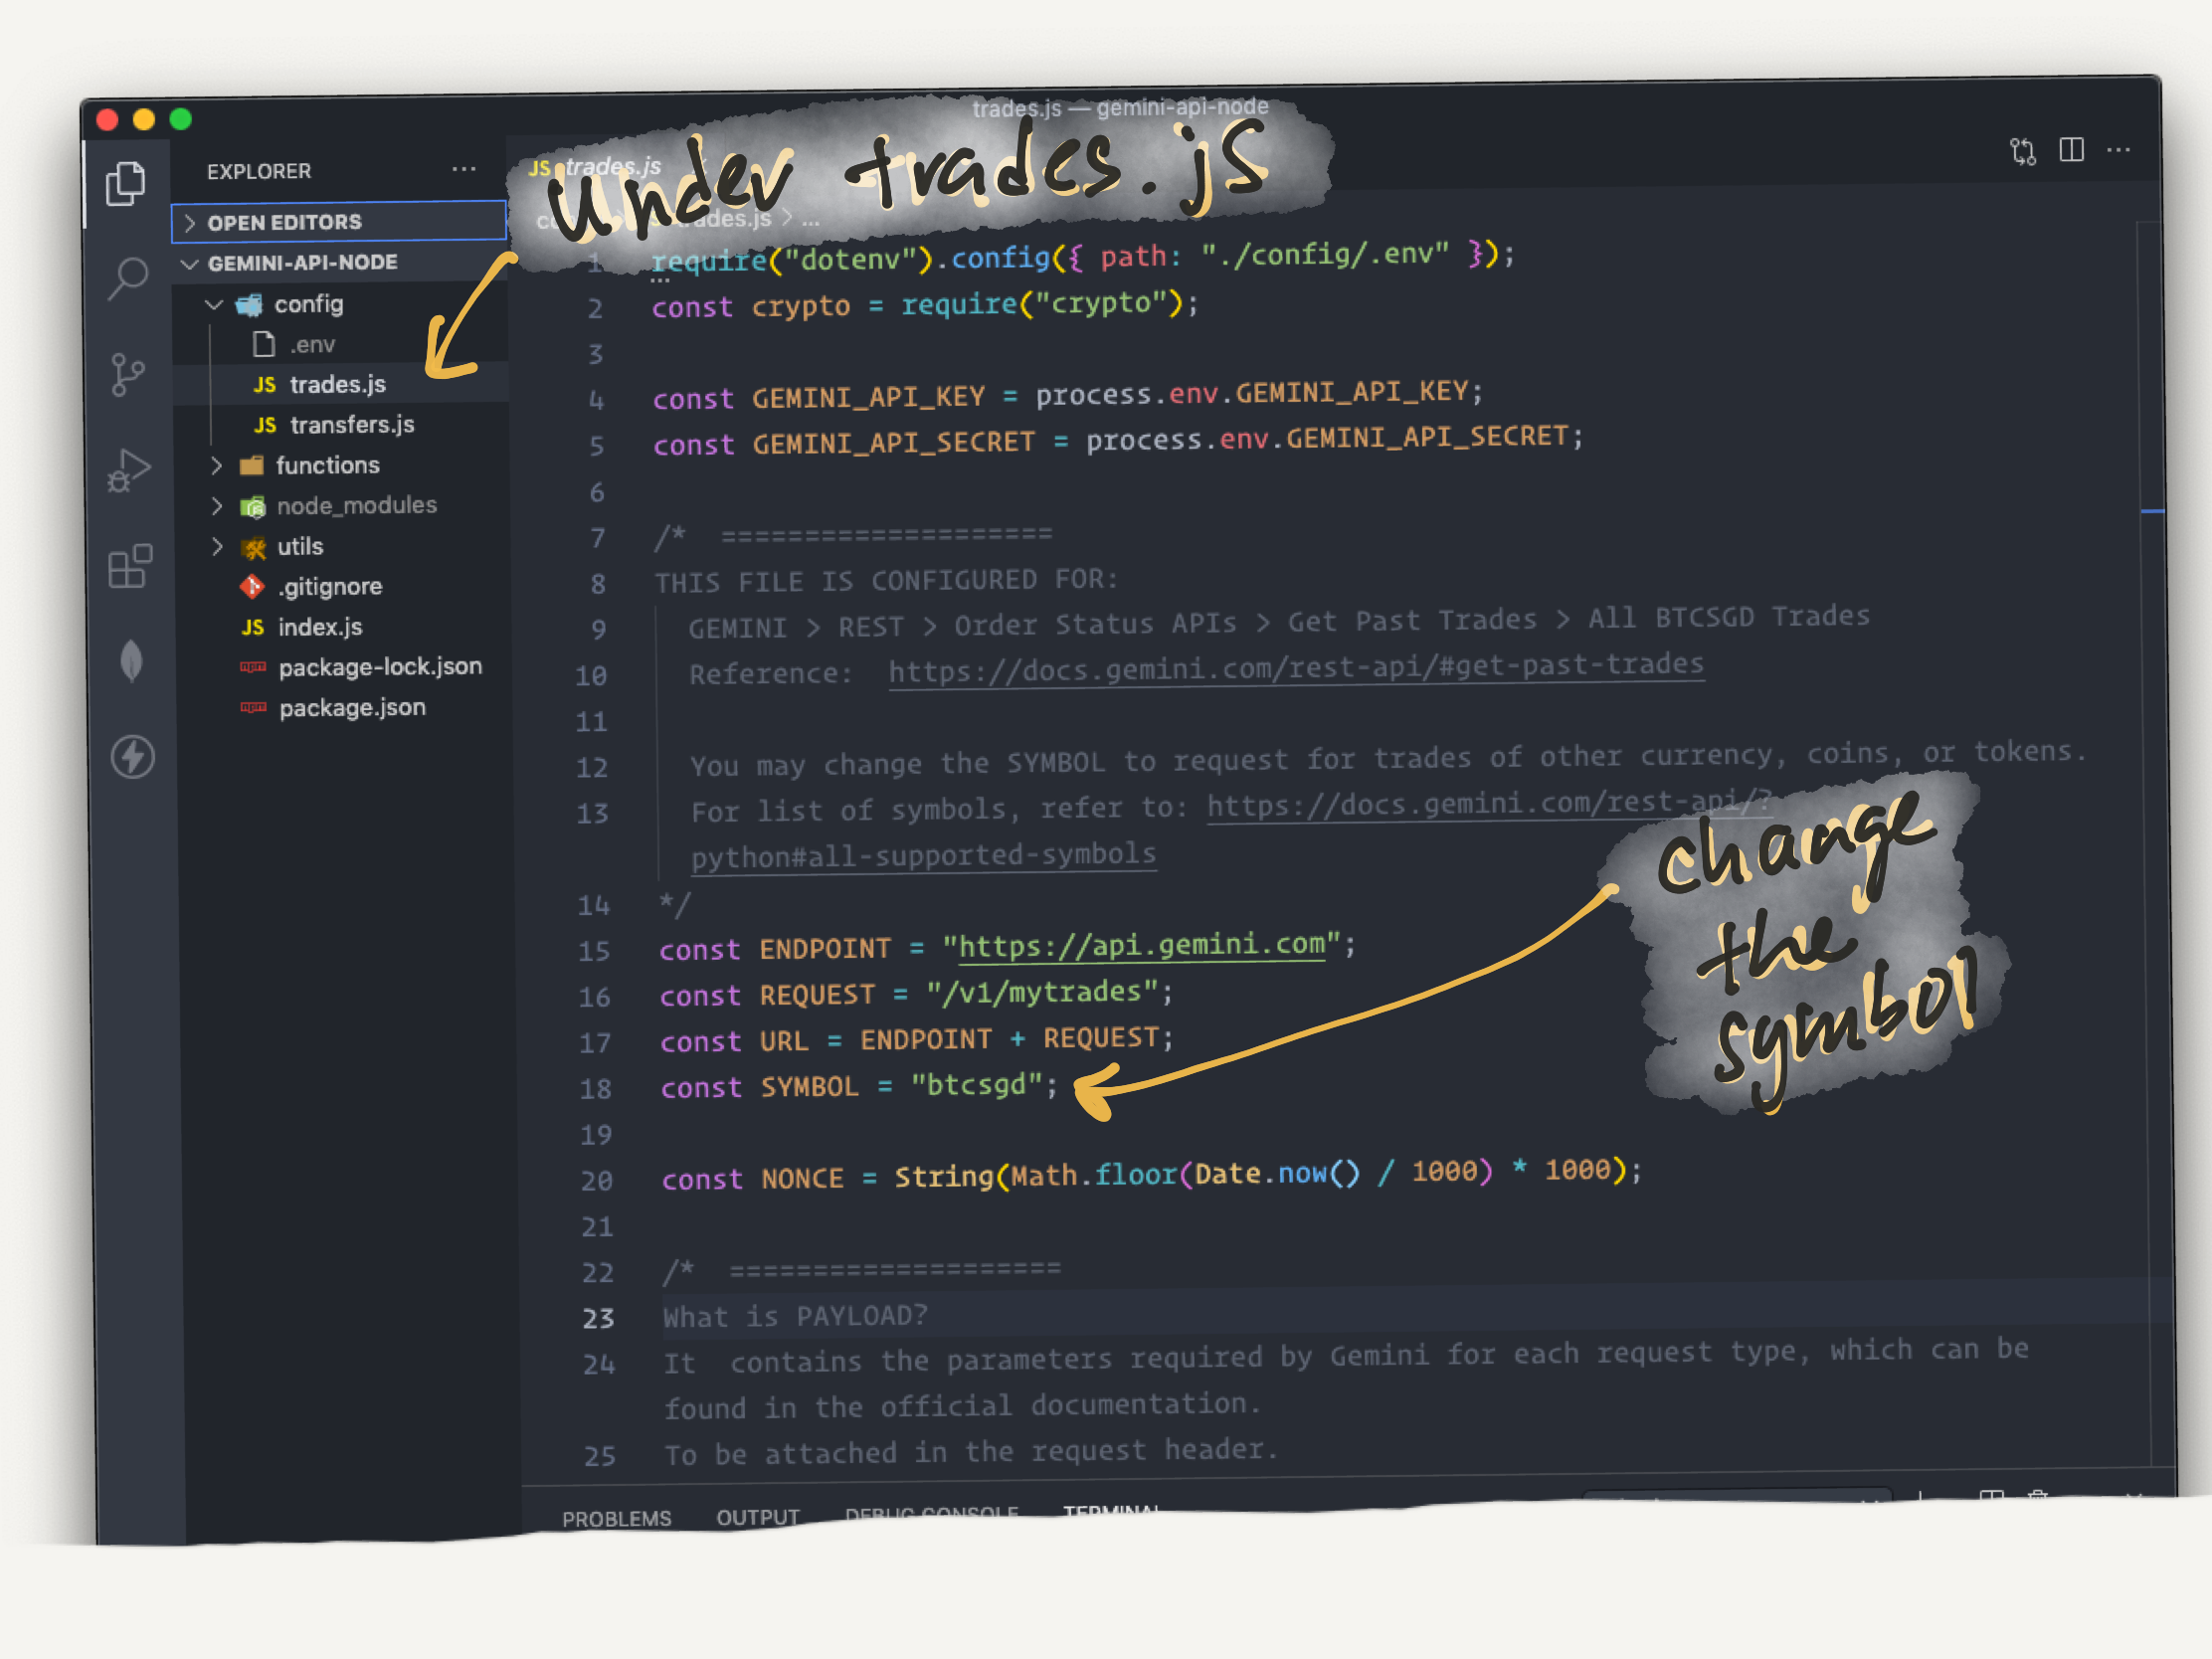 trades.js — gemini-api-node
EXPLORER
JS trades.js
Under trades.js
OPEN EDITORS
trades.js > ...
GEMINI-API-NODE
config
.env
JS trades.js
JS transfers.js
functions
node_modules
utils
.gitignore
JS index.js
package-lock.json
package.json
1 require("dotenv").config({ path: "./config/.env" });
2 const crypto = require("crypto");
3
4 const GEMINI_API_KEY = process.env.GEMINI_API_KEY;
5 const GEMINI_API_SECRET = process.env.GEMINI_API_SECRET;
6
7 /* ====================
8 THIS FILE IS CONFIGURED FOR:
9 GEMINI > REST > Order Status APIs > Get Past Trades > All BTCSGD Trades
10 Reference: https://docs.gemini.com/rest-api/#get-past-trades
11
12 You may change the SYMBOL to request for trades of other currency, coins, or tokens.
13 For list of symbols, refer to: https://docs.gemini.com/rest-api/?
python#all-supported-symbols
14 */
15 const ENDPOINT = "https://api.gemini.com";
16 const REQUEST = "/v1/mytrades";
17 const URL = ENDPOINT + REQUEST;
18 const SYMBOL = "btcsgd";
19
20 const NONCE = String(Math.floor(Date.now() / 1000) * 1000);
21
22 /* ====================
23 What is PAYLOAD?
24 It  contains the parameters required by Gemini for each request type, which can be
found in the official documentation.
25 To be attached in the request header.
change
the
symbol
PROBLEMS OUTPUT DEBUG CONSOLE TERMINAL